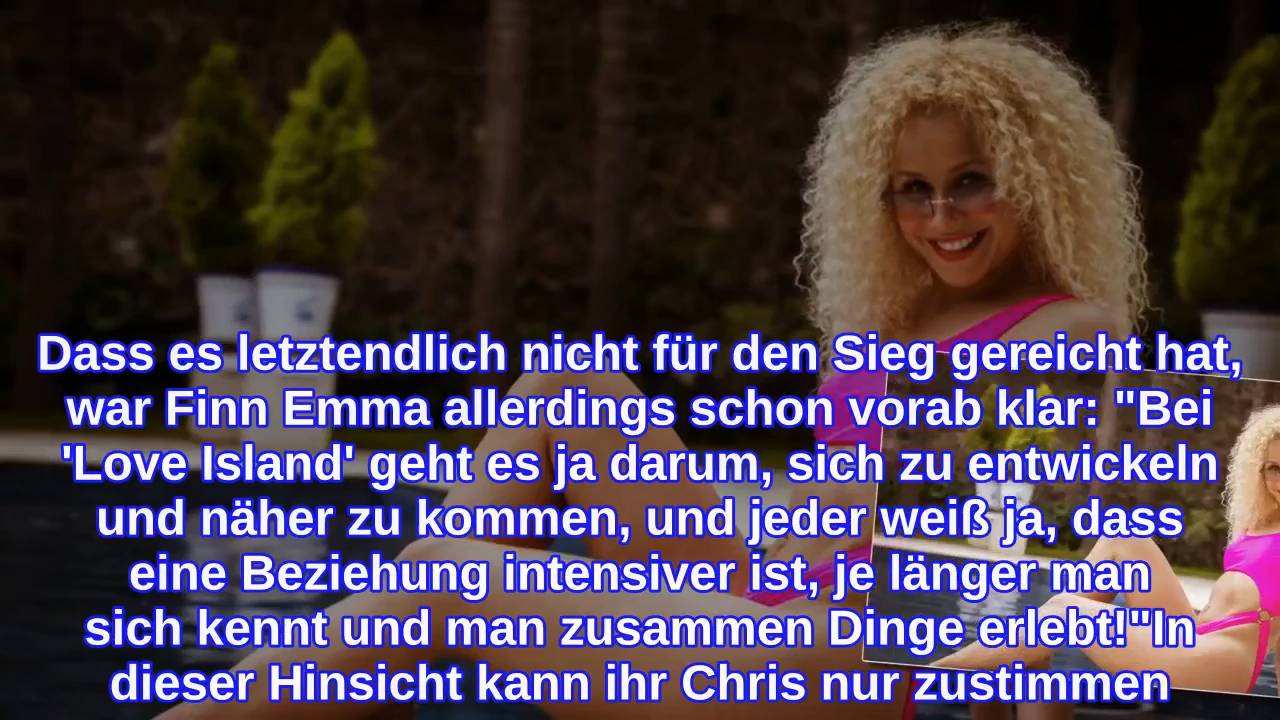 Dass es letztendlich nicht für den Sieg gereicht hat,
war Finn Emma allerdings schon vorab klar: "Bei
'Love Island' geht es ja darum, sich zu entwickeln
und näher zu kommen, und jeder weiß ja, dass
eine Beziehung intensiver ist, je länger man
sich kennt und man zusammen Dinge erlebt!"In
dieser Hinsicht kann ihr Chris nur zustimmen